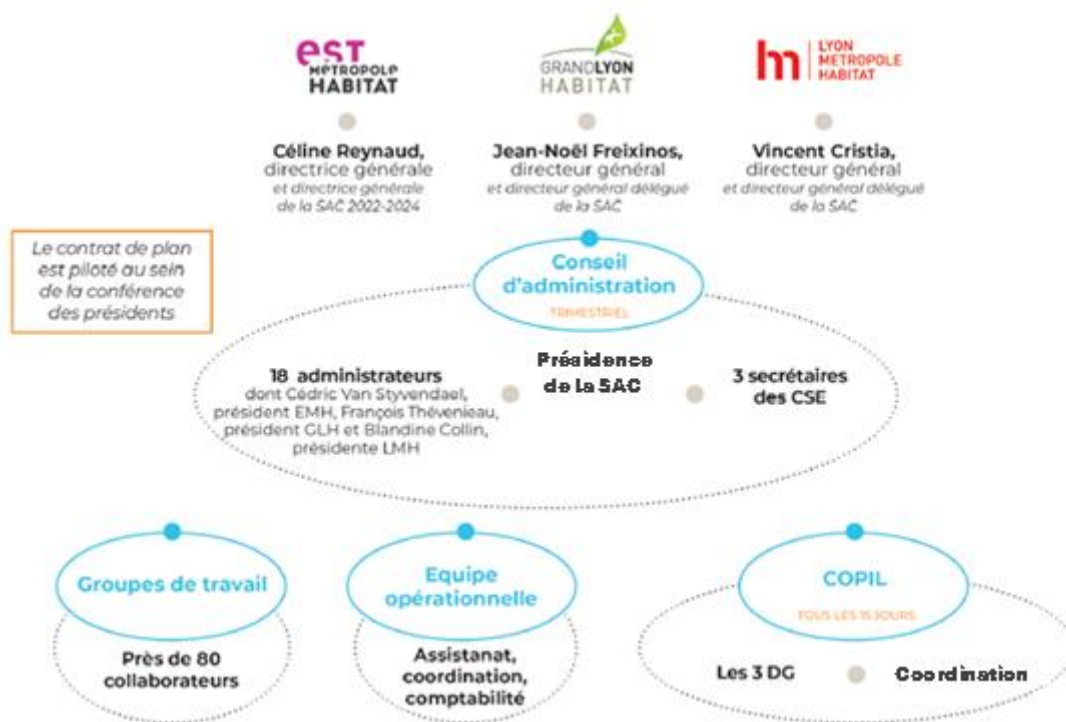 est
MÉTROPOLE
HABITAT
GRANDLYON
HABITAT
lm
LYON
METROPOLE
HABITAT
Céline Reynaud,
directrice générale
et directrice générale
de la SAC 2022-2024
Jean-Noël Freixinos,
directeur général
et directeur général délégué
de la SAC
Vincent Cristia,
directeur général
et directeur général délégué
de la SAC
Le contrat de plan
est piloté au sein
de la conférence
des présidents
Conseil
d'administration
TRIMESTRIEL
18 administrateurs
dont Cédric Van Styvendael,
président EMH, François Thévenieau,
président GLH et Blandine Collin,
présidente LMH
Présidence
de la SAC
3 secrétaires
des CSE
Groupes de travail
Près de 80
collaborateurs
Equipe
opérationnelle
Assistanat,
coordination,
comptabilité
COPIL
TOUS LES 15 JOURS
Les 3 DG
Coordination